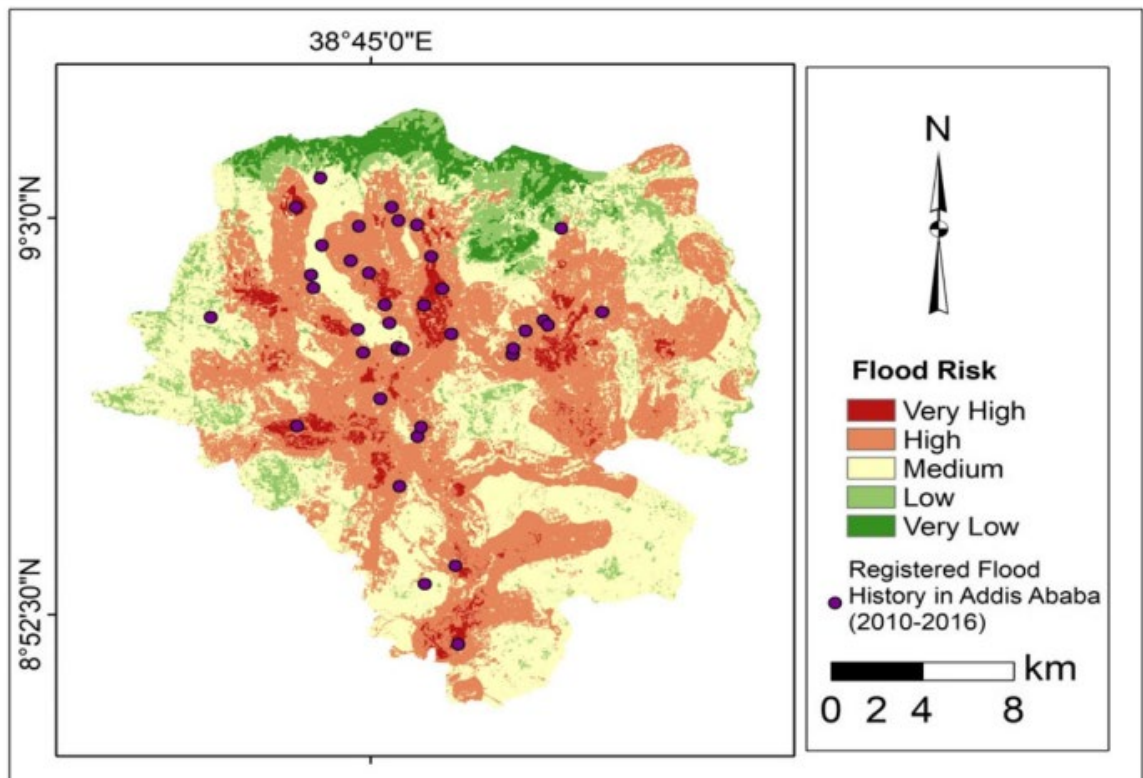 38°45'0"E
9°3'0"N
8°52'30"N
N
Flood Risk
Very High
High
Medium
Low
Very Low
Registered Flood
History in Addis Ababa
(2010-2016)
km
0 2 4 8